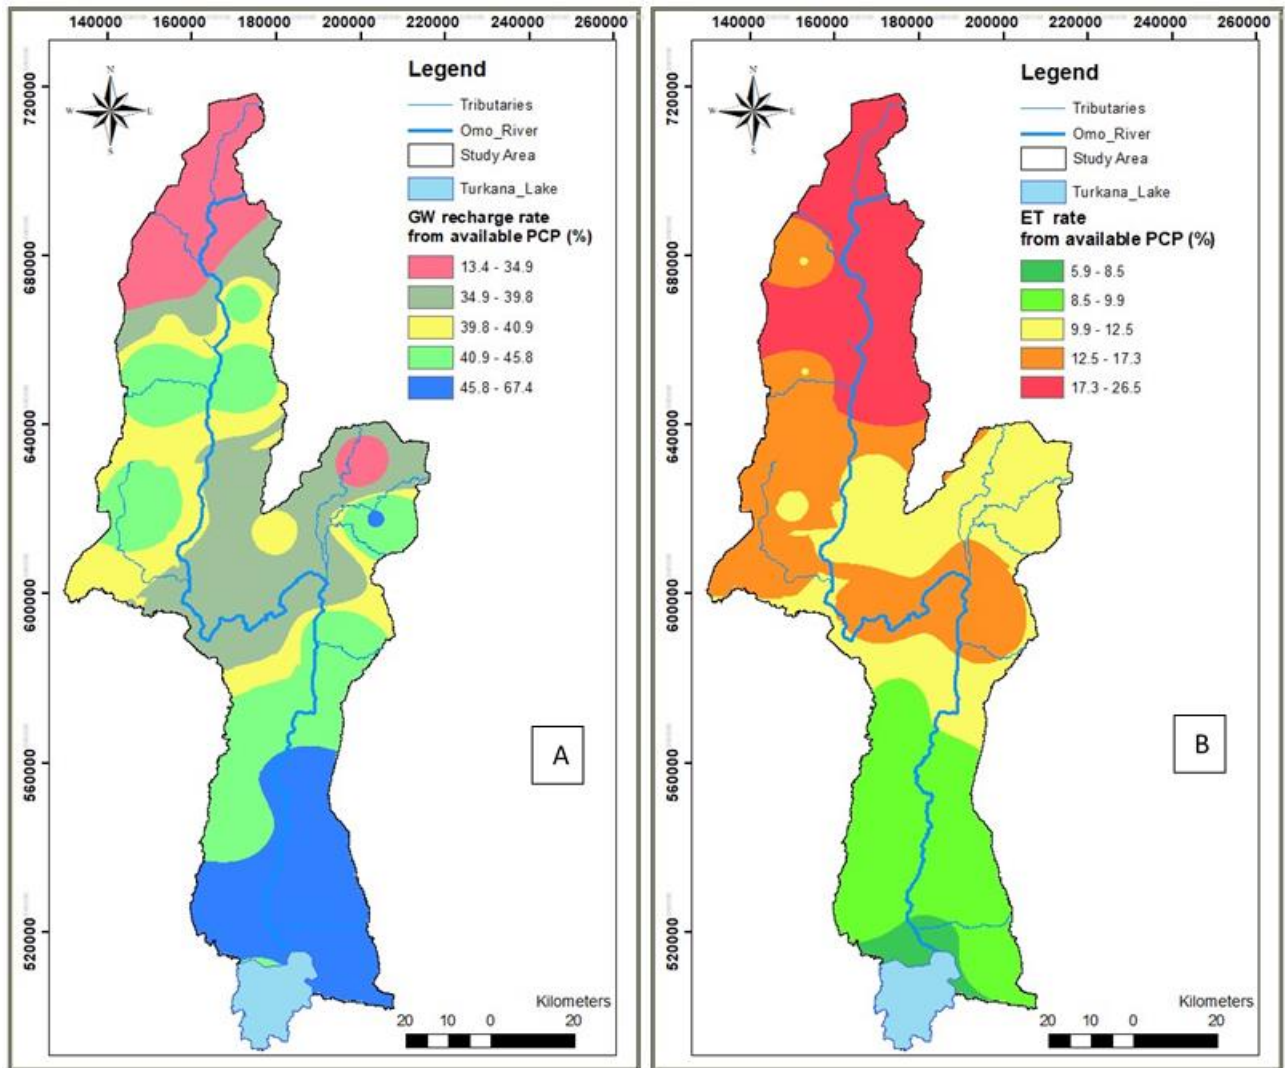 140000 160000 180000 200000 220000 240000 260000
720000
680000
640000
600000
560000
520000
N
W
E
S
Legend
Tributaries
Omo_River
Study Area
Turkana_Lake
GW recharge rate
from available PCP (%)
13.4 - 34.9
34.9 - 39.8
39.8 - 40.9
40.9 - 45.8
45.8 - 67.4
A
Kilometers
20 10 0 20
140000 160000 180000 200000 220000 240000 260000
720000
680000
640000
600000
560000
520000
N
W
E
S
Legend
Tributaries
Omo_River
Study Area
Turkana_Lake
ET rate
from available PCP (%)
5.9 - 8.5
8.5 - 9.9
9.9 - 12.5
12.5 - 17.3
17.3 - 26.5
B
Kilometers
20 10 0 20